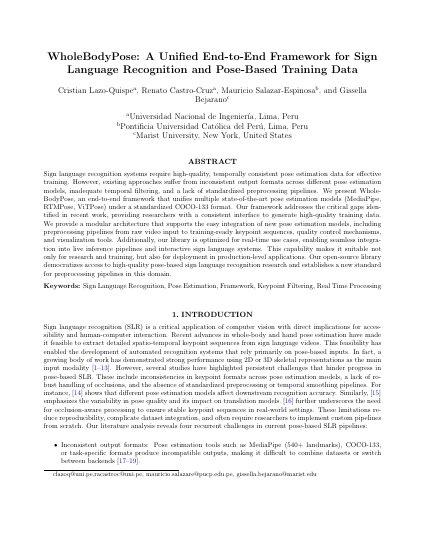 WholeBodyPose: A Unified End-to-End Framework for Sign
Language Recognition and Pose-Based Training Data
Cristian Lazo-Quispeᵃ, Renato Castro-Cruzᵃ, Mauricio Salazar-Espinosaᵇ, and Gissella
Bejaranoᶜ
ᵃUniversidad Nacional de Ingeniería, Lima, Peru
ᵇPontificia Universidad Católica del Perú, Lima, Peru
ᶜMarist University, New York, United States
ABSTRACT
Sign language recognition systems require high-quality, temporally consistent pose estimation data for effective
training. However, existing approaches suffer from inconsistent output formats across different pose estimation
models, inadequate temporal filtering, and a lack of standardized preprocessing pipelines. We present Whole-
BodyPose, an end-to-end framework that unifies multiple state-of-the-art pose estimation models (MediaPipe,
RTMPose, ViTPose) under a standardized COCO-133 format. Our framework addresses the critical gaps iden-
tified in recent work, providing researchers with a consistent interface to generate high-quality training data.
We provide a modular architecture that supports the easy integration of new pose estimation models, including
preprocessing pipelines from raw video input to training-ready keypoint sequences, quality control mechanisms,
and visualization tools. Additionally, our library is optimized for real-time use cases, enabling seamless integra-
tion into live inference pipelines and interactive sign language systems. This capability makes it suitable not
only for research and training, but also for deployment in production-level applications. Our open-source library
democratizes access to high-quality pose-based sign language recognition research and establishes a new standard
for preprocessing pipelines in this domain.
Keywords: Sign Language Recognition, Pose Estimation, Framework, Keypoint Filtering, Real Time Processing
1. INTRODUCTION
Sign language recognition (SLR) is a critical application of computer vision with direct implications for acces-
sibility and human-computer interaction. Recent advances in whole-body and hand pose estimation have made
it feasible to extract detailed spatio-temporal keypoint sequences from sign language videos. This feasibility has
enabled the development of automated recognition systems that rely primarily on pose-based inputs. In fact, a
growing body of work has demonstrated strong performance using 2D or 3D skeletal representations as the main
input modality [1–13]. However, several studies have highlighted persistent challenges that hinder progress in
pose-based SLR. These include inconsistencies in keypoint formats across pose estimation models, a lack of ro-
bust handling of occlusions, and the absence of standardized preprocessing or temporal smoothing pipelines. For
instance, [14] shows that different pose estimation models affect downstream recognition accuracy. Similarly, [15]
emphasizes the variability in pose quality and its impact on translation models. [16] further underscores the need
for occlusion-aware processing to ensure stable keypoint sequences in real-world settings. These limitations re-
duce reproducibility, complicate dataset integration, and often require researchers to implement custom pipelines
from scratch. Our literature analysis reveals four recurring challenges in current pose-based SLR pipelines:
• Inconsistent output formats: Pose estimation tools such as MediaPipe (540+ landmarks), COCO-133,
or task-specific formats produce incompatible outputs, making it difficult to combine datasets or switch
between backends [17–19].
clazoq@uni.pe,racastroc@uni.pe, mauricio.salazare@pucp.edu.pe, gissella.bejarano@marist.edu